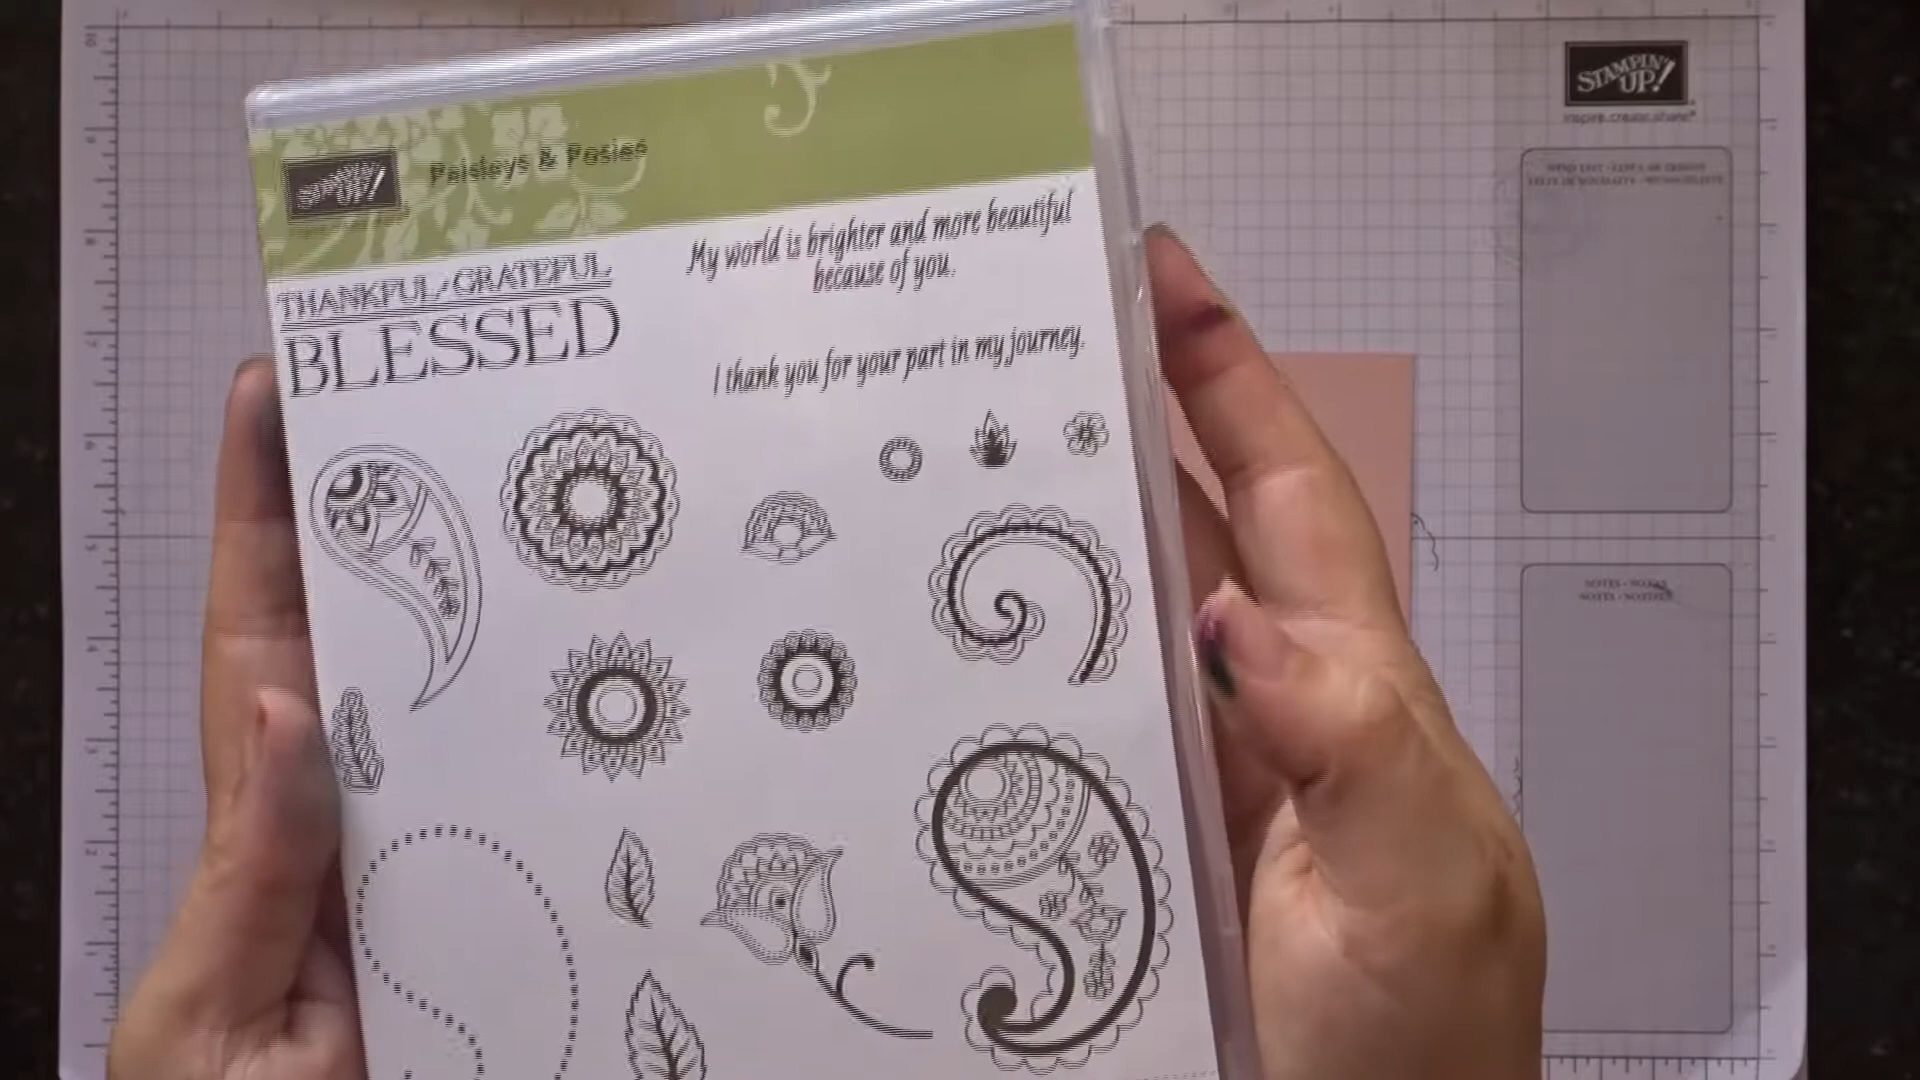 STAMPIN' UP!
Paisleys & Posies
THANKFUL · GRATEFUL
BLESSED
My world is brighter and more beautiful
because of you.
I thank you for your part in my journey.
STAMPIN' UP!
inspire.create.share